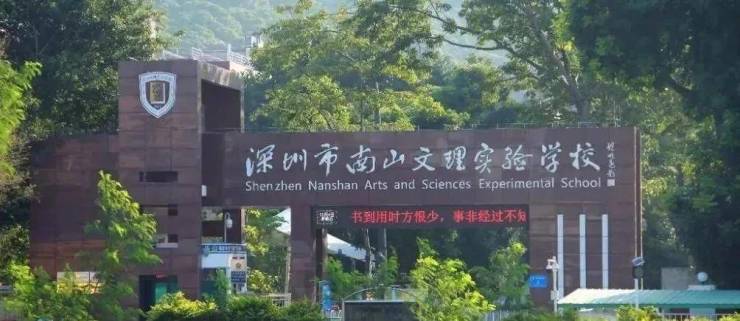 深圳市南山文理实验学校
Shenzhen Nanshan Arts and Sciences Experimental School
书到用时方恨少，事非经过不知